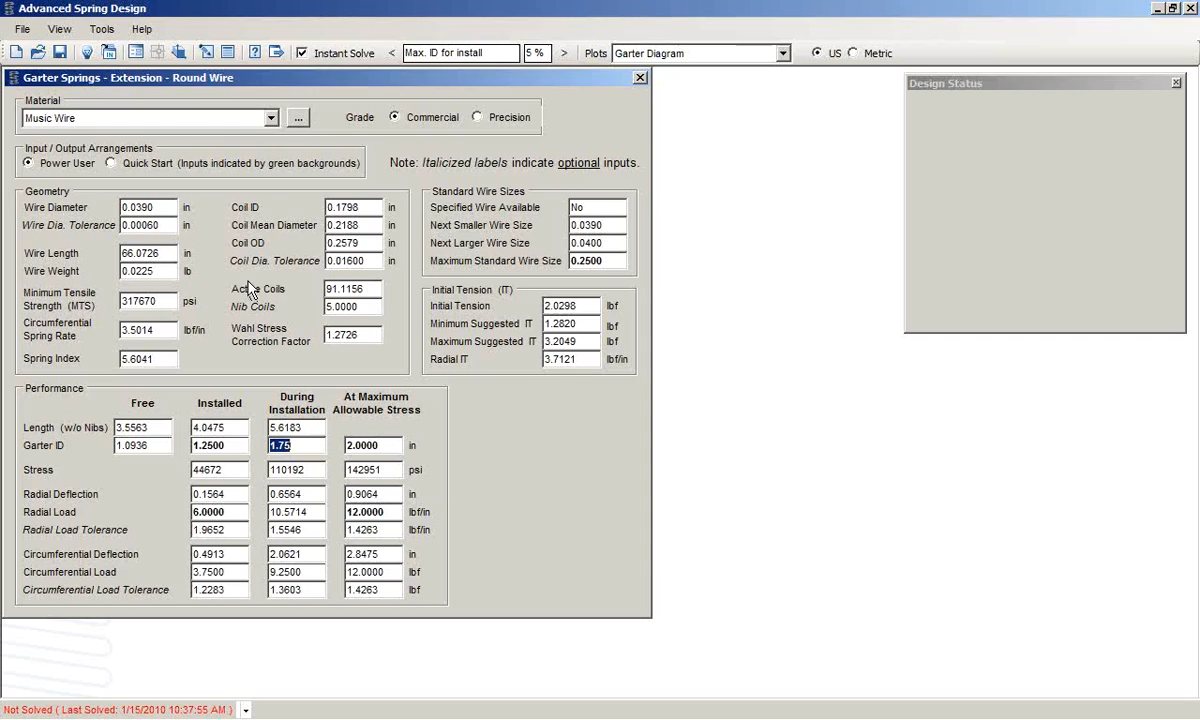 Advanced Spring Design
File View Tools Help
Instant Solve < Max. ID for install 5 % > Plots Garter Diagram US Metric
Garter Springs - Extension - Round Wire
Design Status
Material
Music Wire ... Grade Commercial Precision
Input / Output Arrangements
Power User Quick Start (Inputs indicated by green backgrounds) Note: Italicized labels indicate optional inputs.
Geometry
Wire Diameter 0.0390 in
Wire Dia. Tolerance 0.00060 in
Wire Length 66.0726 in
Wire Weight 0.0225 lb
Minimum Tensile
Strength (MTS) 317670 psi
Circumferential
Spring Rate 3.5014 lbf/in
Spring Index 5.6041
Coil ID 0.1798 in
Coil Mean Diameter 0.2188 in
Coil OD 0.2579 in
Coil Dia. Tolerance 0.01600 in
Active Coils 91.1156
Nib Coils 5.0000
Wahl Stress
Correction Factor 1.2726
Standard Wire Sizes
Specified Wire Available No
Next Smaller Wire Size 0.0390
Next Larger Wire Size 0.0400
Maximum Standard Wire Size 0.2500
Initial Tension (IT)
Initial Tension 2.0298 lbf
Minimum Suggested IT 1.2820 lbf
Maximum Suggested IT 3.2049 lbf
Radial IT 3.7121 lbf/in
Performance
Free Installed During Installation At Maximum Allowable Stress
Length (w/o Nibs) 3.5563 4.0475 5.6183
Garter ID 1.0936 1.2500 1.75 2.0000 in
Stress 44672 110192 142951 psi
Radial Deflection 0.1564 0.6564 0.9064 in
Radial Load 6.0000 10.5714 12.0000 lbf/in
Radial Load Tolerance 1.9652 1.5546 1.4263 lbf/in
Circumferential Deflection 0.4913 2.0621 2.8475 in
Circumferential Load 3.7500 9.2500 12.0000 lbf
Circumferential Load Tolerance 1.2283 1.3603 1.4263 lbf
Not Solved ( Last Solved: 1/15/2010 10:37:55 AM )